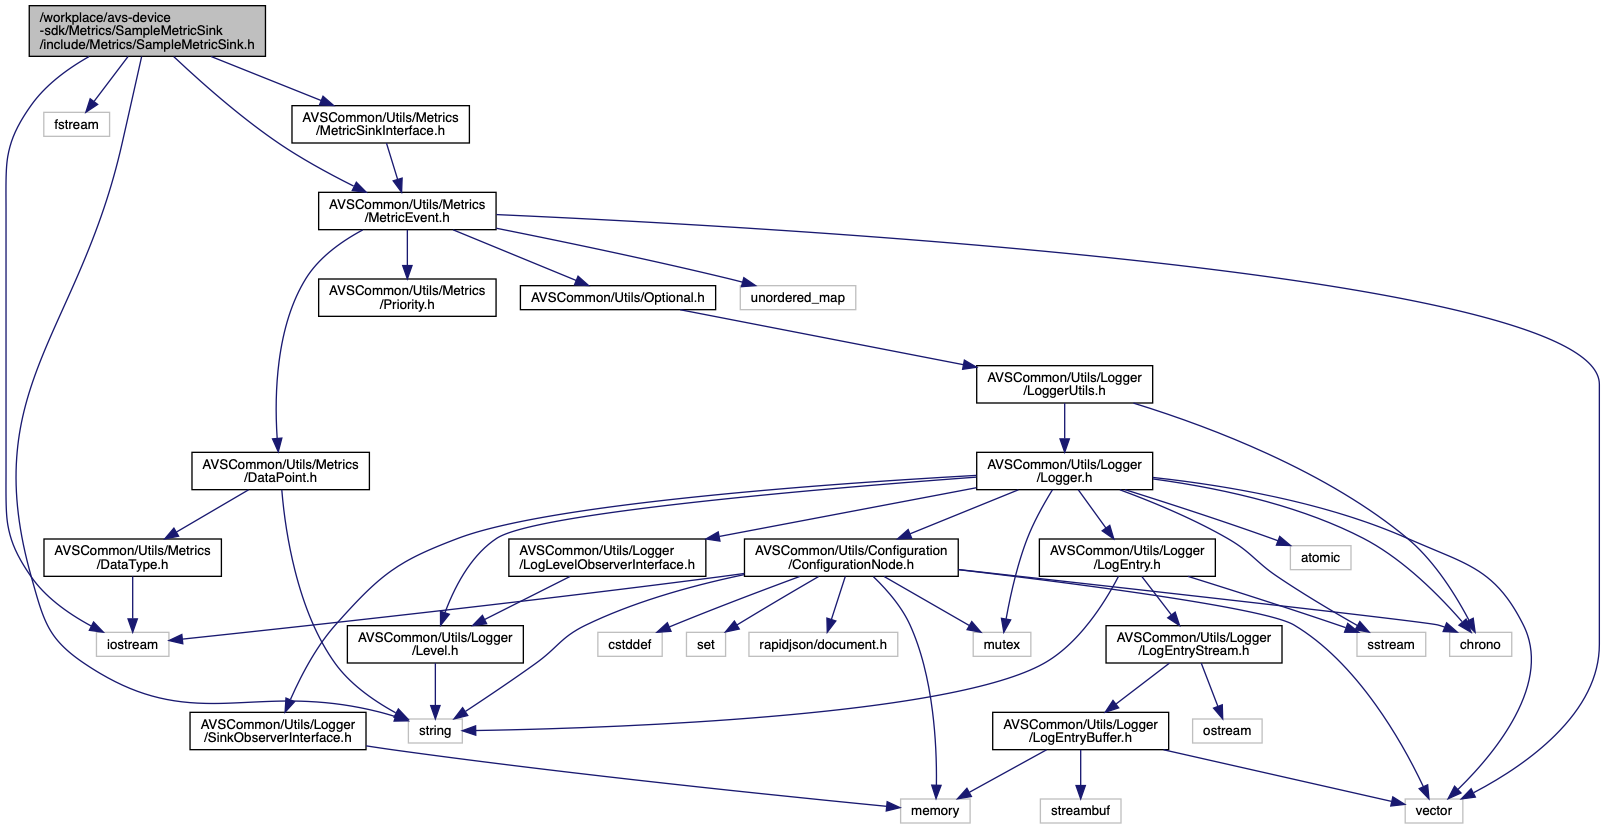 /workplace/avs-device
-sdk/Metrics/SampleMetricSink
/include/Metrics/SampleMetricSink.h
fstream
AVSCommon/Utils/Metrics
/MetricSinkInterface.h
AVSCommon/Utils/Metrics
/MetricEvent.h
AVSCommon/Utils/Metrics
/Priority.h
AVSCommon/Utils/Optional.h
unordered_map
AVSCommon/Utils/Logger
/LoggerUtils.h
AVSCommon/Utils/Metrics
/DataPoint.h
AVSCommon/Utils/Logger
/Logger.h
AVSCommon/Utils/Metrics
/DataType.h
AVSCommon/Utils/Logger
/LogLevelObserverInterface.h
AVSCommon/Utils/Configuration
/ConfigurationNode.h
AVSCommon/Utils/Logger
/LogEntry.h
atomic
iostream
AVSCommon/Utils/Logger
/Level.h
cstddef
set
rapidjson/document.h
mutex
AVSCommon/Utils/Logger
/LogEntryStream.h
sstream
chrono
AVSCommon/Utils/Logger
/SinkObserverInterface.h
string
AVSCommon/Utils/Logger
/LogEntryBuffer.h
ostream
memory
streambuf
vector